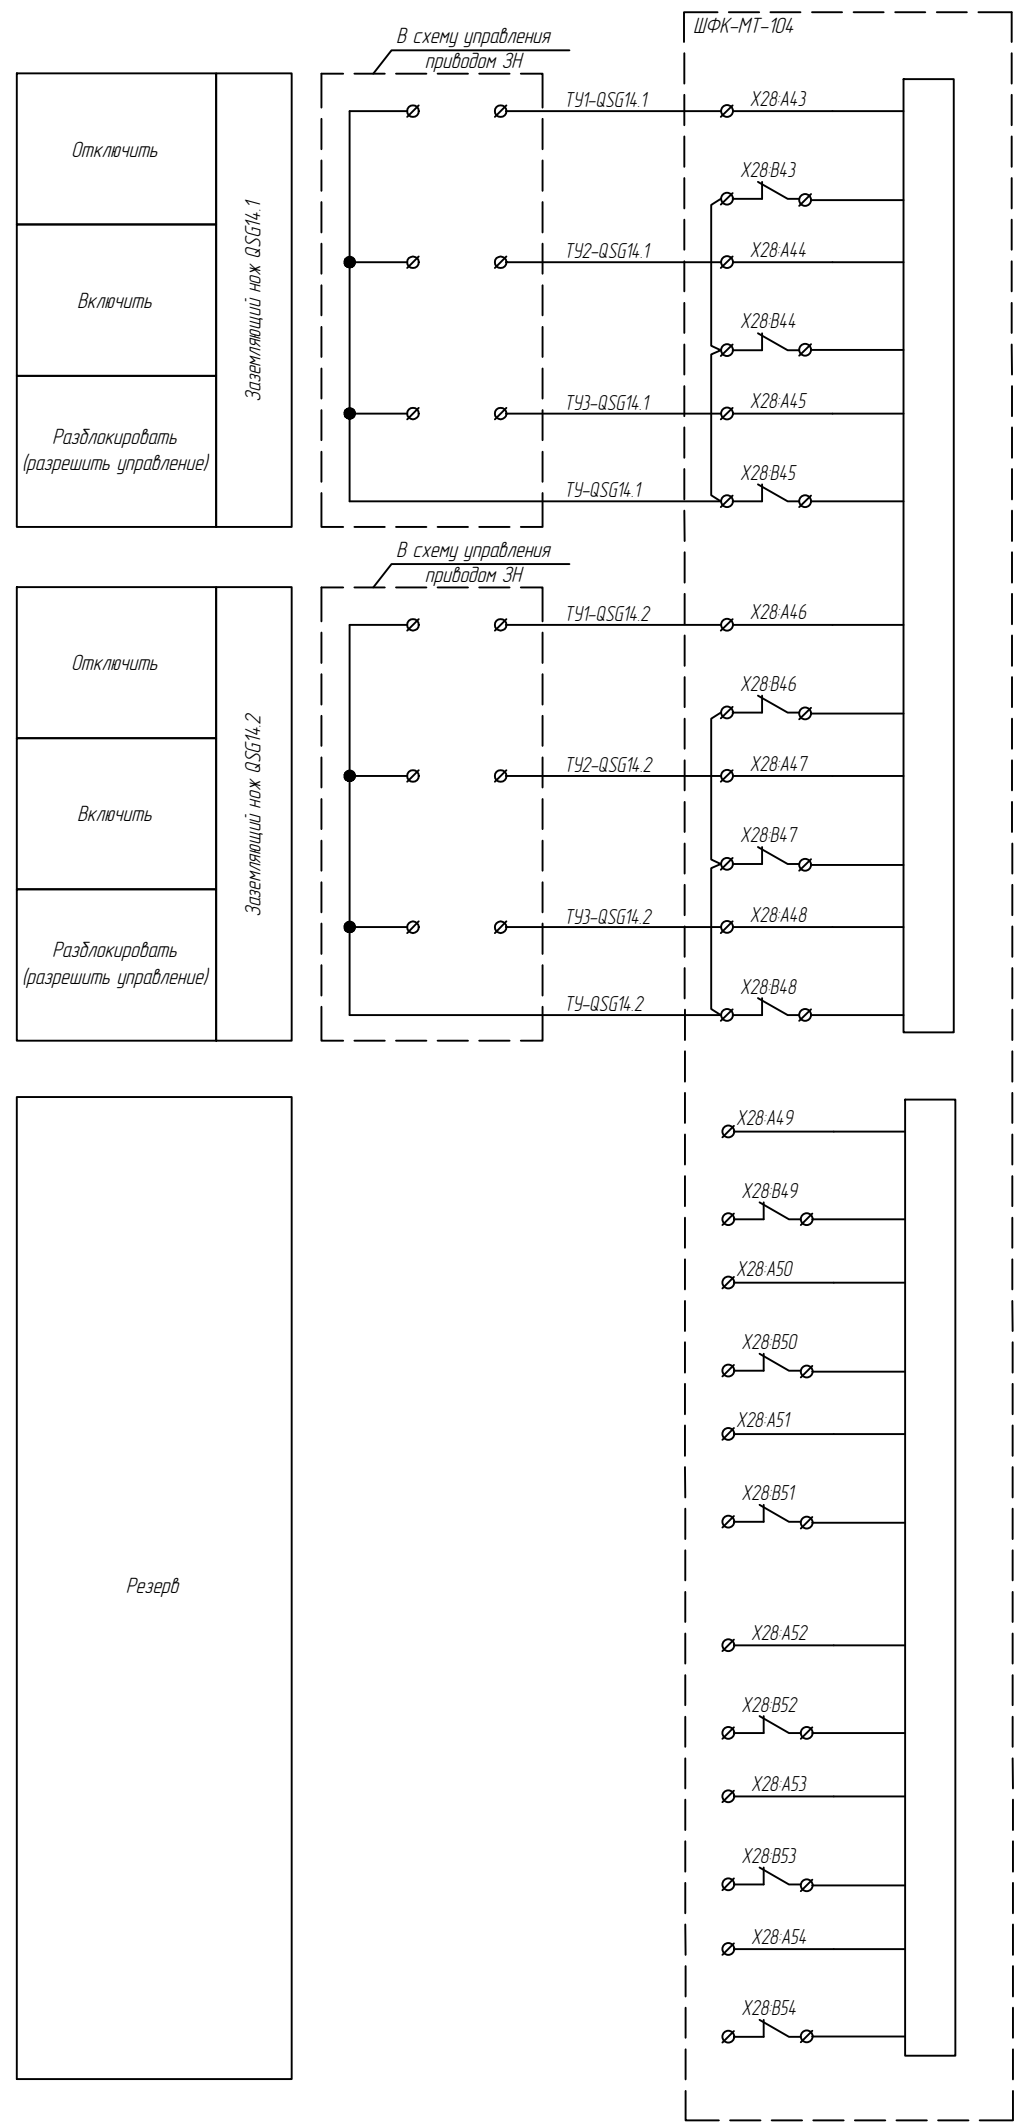 ШФК-МТ-104
В схему управления
приводом ЗН
Отключить
Включить
Разблокировать
(разрешить управление)
Заземляющий нож QSG14.1
ТУ1-QSG14.1
X28:A43
X28:B43
ТУ2-QSG14.1
X28:A44
X28:B44
ТУ3-QSG14.1
X28:A45
X28:B45
ТУ-QSG14.1
В схему управления
приводом ЗН
Отключить
Включить
Разблокировать
(разрешить управление)
Заземляющий нож QSG14.2
ТУ1-QSG14.2
X28:A46
X28:B46
ТУ2-QSG14.2
X28:A47
X28:B47
ТУ3-QSG14.2
X28:A48
X28:B48
ТУ-QSG14.2
Резерв
X28:A49
X28:B49
X28:A50
X28:B50
X28:A51
X28:B51
X28:A52
X28:B52
X28:A53
X28:B53
X28:A54
X28:B54